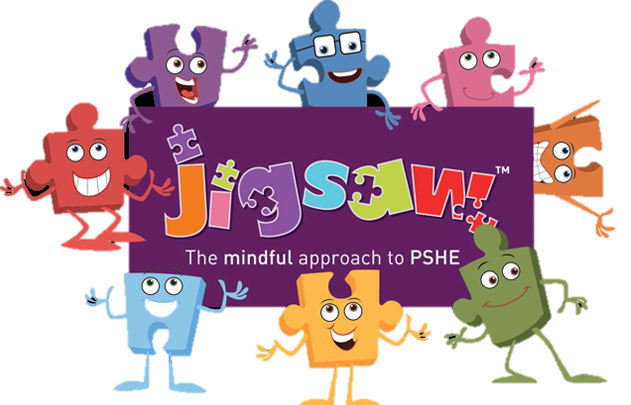 jigsaw™
The mindful approach to PSHE